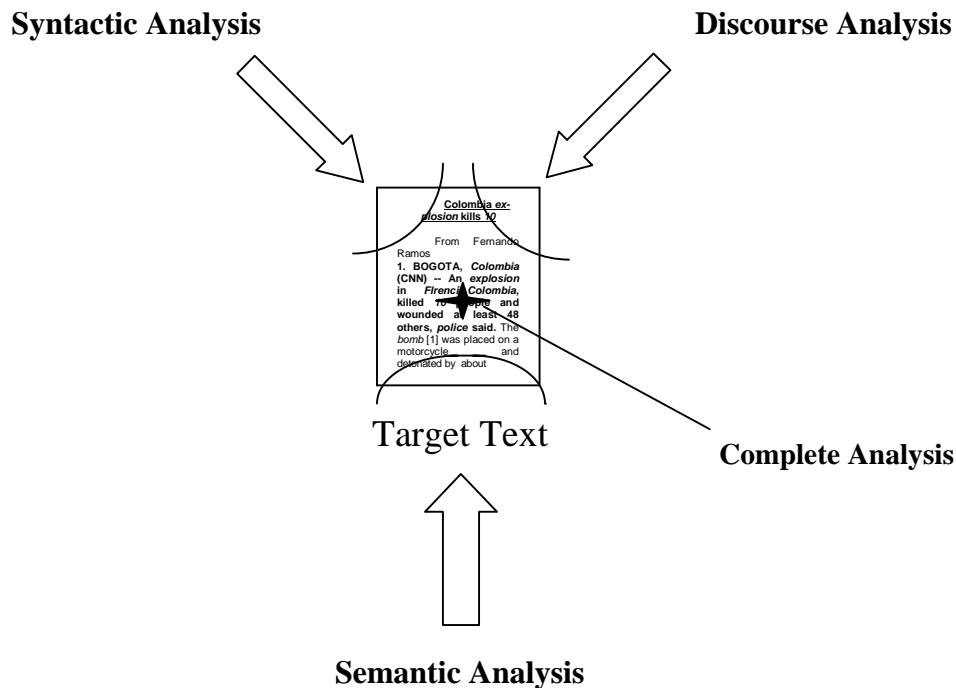 Syntactic Analysis
Discourse Analysis
Colombia ex-
plosion kills 10
From Fernando
Ramos
1. BOGOTA, Colombia
(CNN) -- An explosion
in Flrencia,Colombia,
killed 10 people and
wounded at least 48
others, police said. The
bomb [1] was placed on a
motorcycle and
detonated by about
Target Text
Complete Analysis
Semantic Analysis